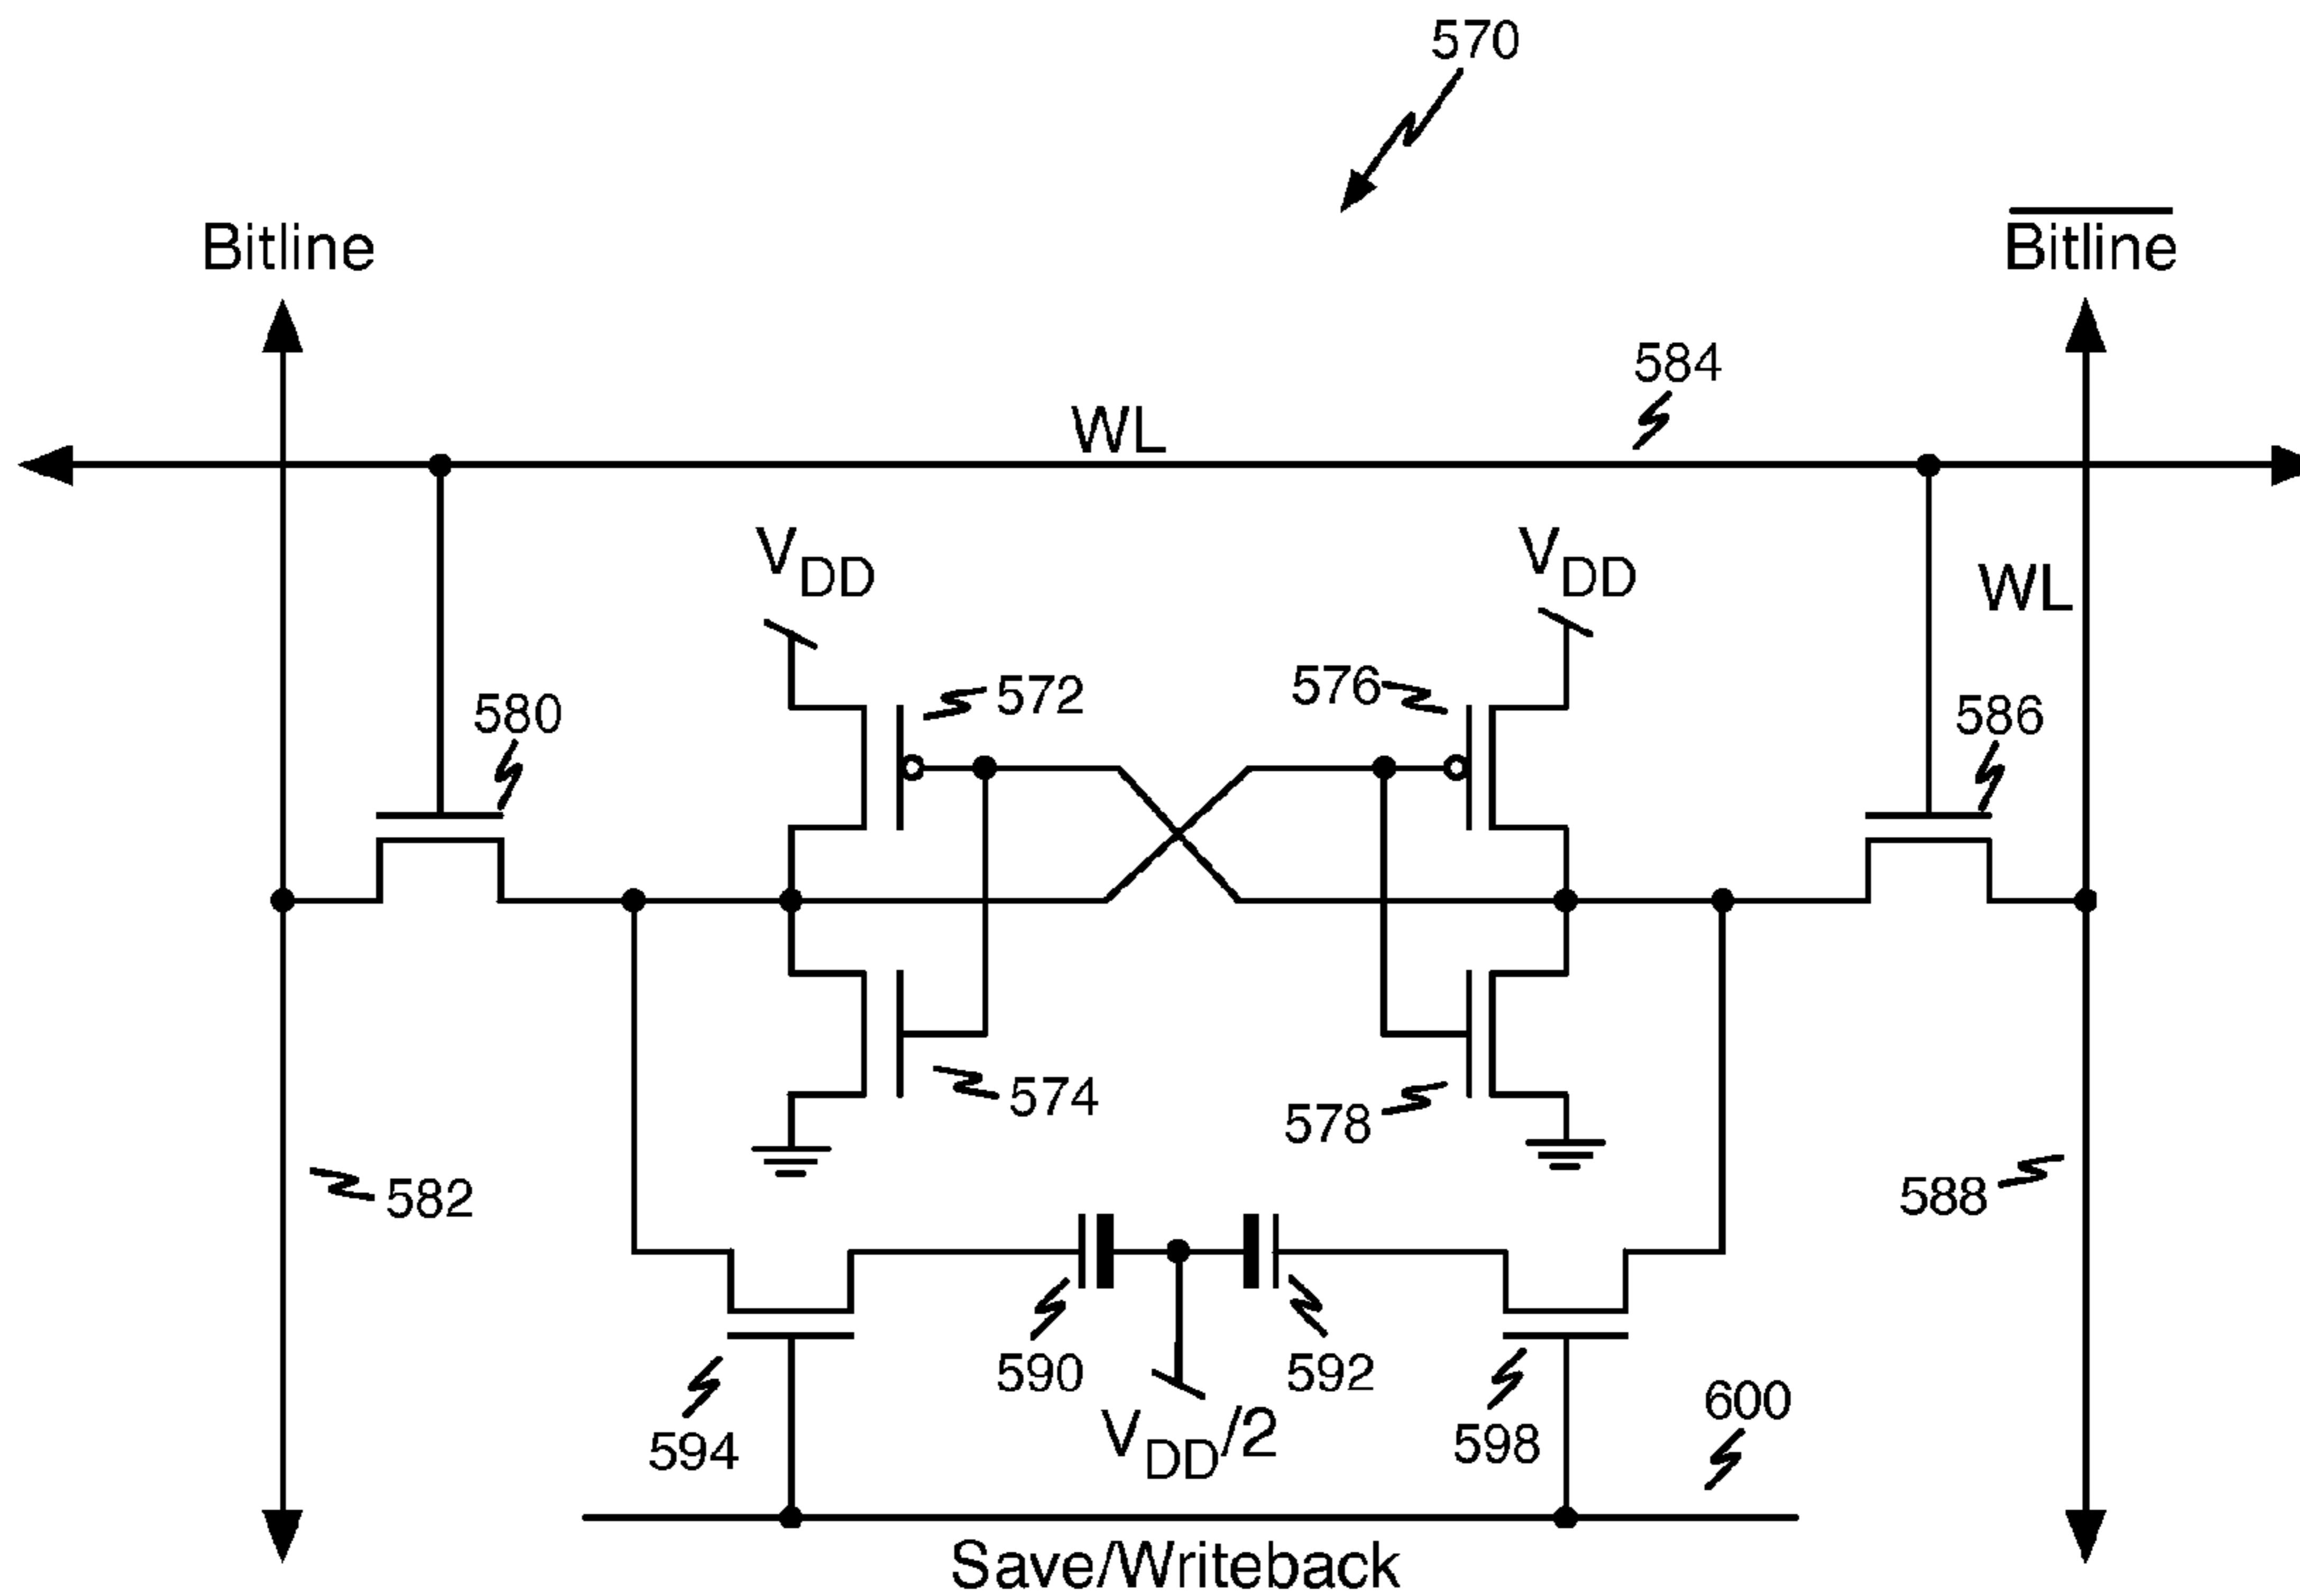 570
Bitline
Bitline
584
WL
VDD
VDD
WL
572
576
580
586
574
578
582
588
590
592
600
594
VDD/2
598
Save/Writeback